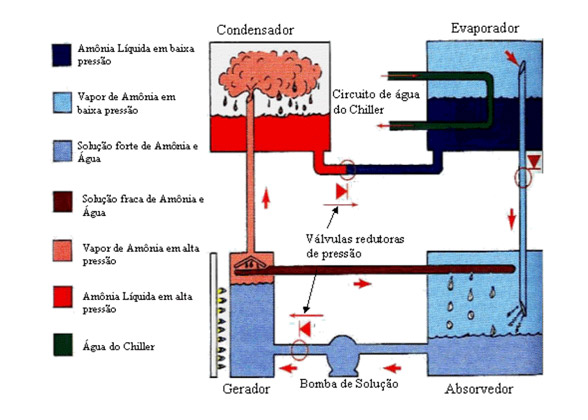 Condensador
Evaporador
Amônia Líquida em baixa
pressão
Vapor de Amônia em
baixa pressão
Solução forte de Amônia e
Água
Solução fraca de Amônia e
Água
Vapor de Amônia em alta
pressão
Amônia Líquida em alta
pressão
Água do Chiller
Circuito de água
do Chiller
Válvulas redutoras
de pressão
Gerador
Bomba de Solução
Absorvedor